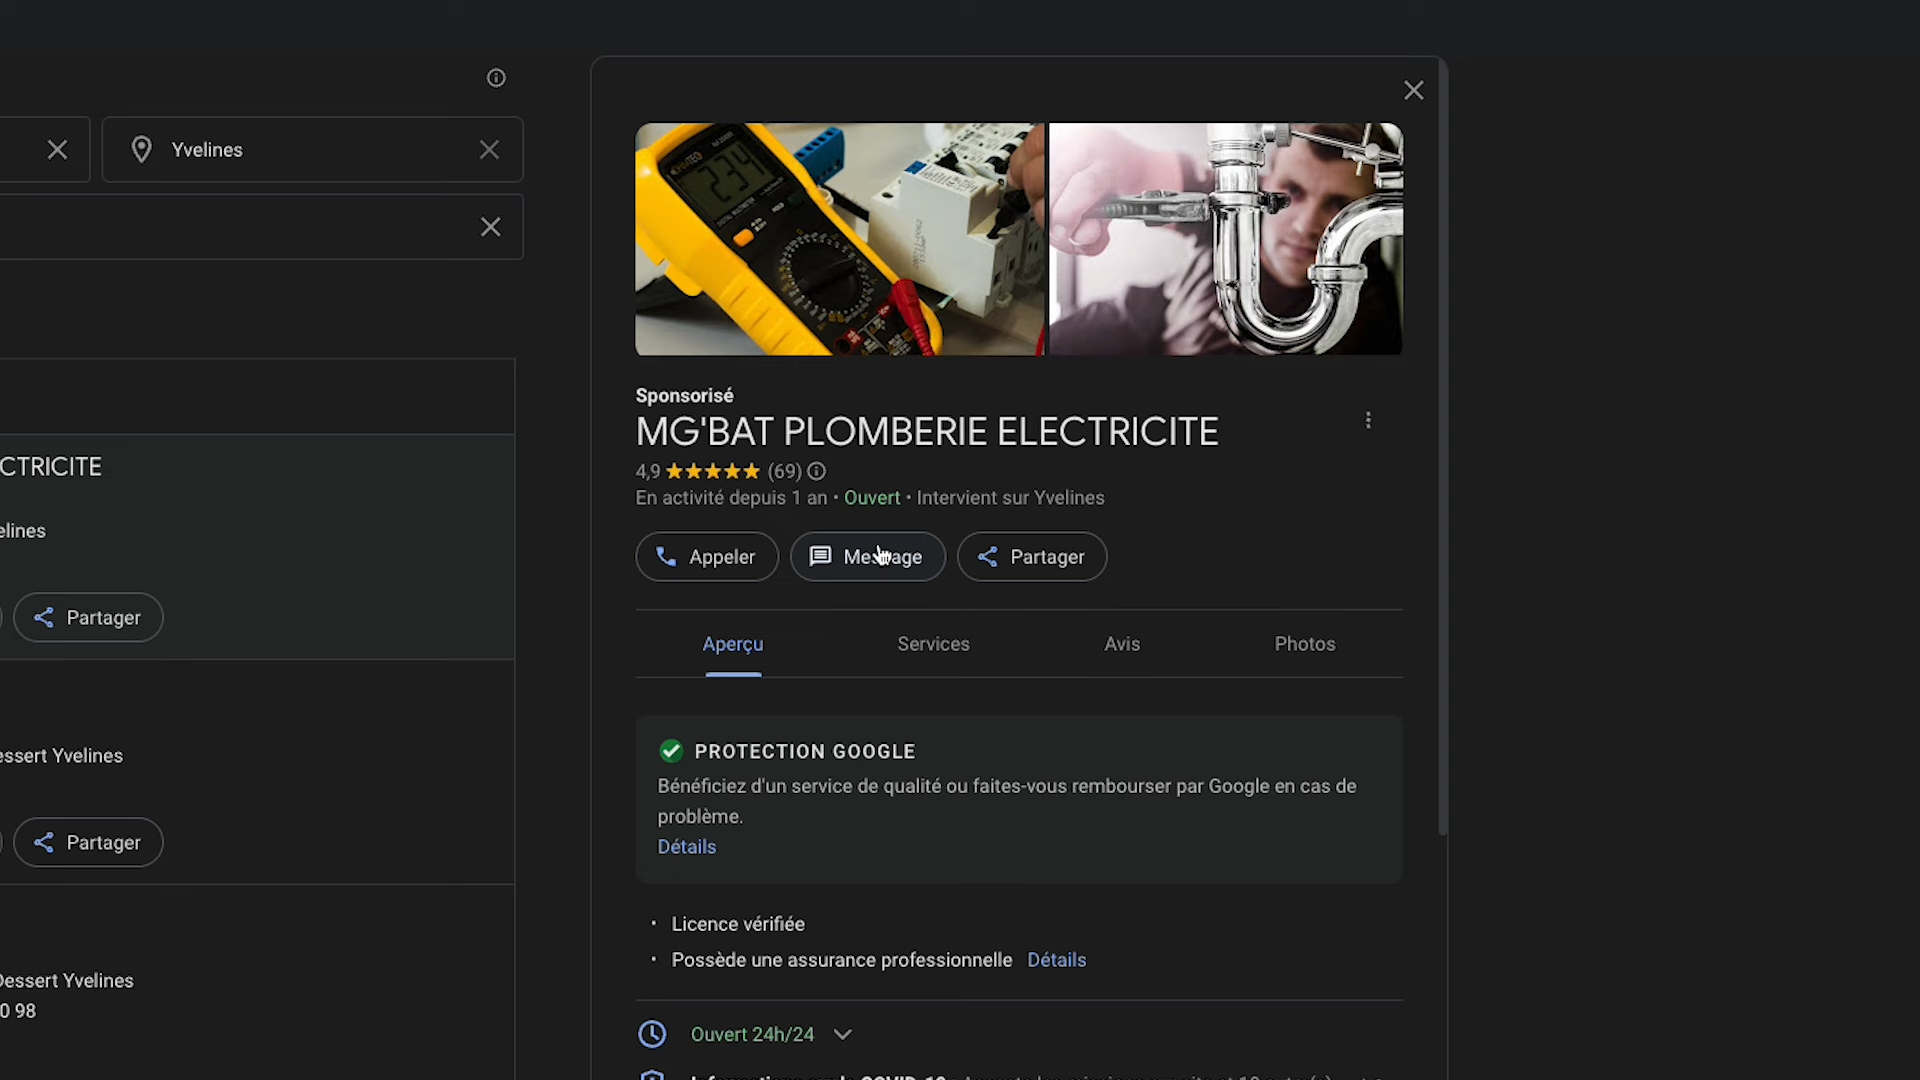 Yvelines
CTRICITE
elines
Partager
essert Yvelines
Partager
Dessert Yvelines
0 98
234
Sponsorisé
MG'BAT PLOMBERIE ELECTRICITE
4,9 (69)
En activité depuis 1 an • Ouvert • Intervient sur Yvelines
Appeler Message Partager
Aperçu Services Avis Photos
PROTECTION GOOGLE
Bénéficiez d'un service de qualité ou faites-vous rembourser par Google en cas de
problème.
Détails
• Licence vérifiée
• Possède une assurance professionnelle Détails
Ouvert 24h/24